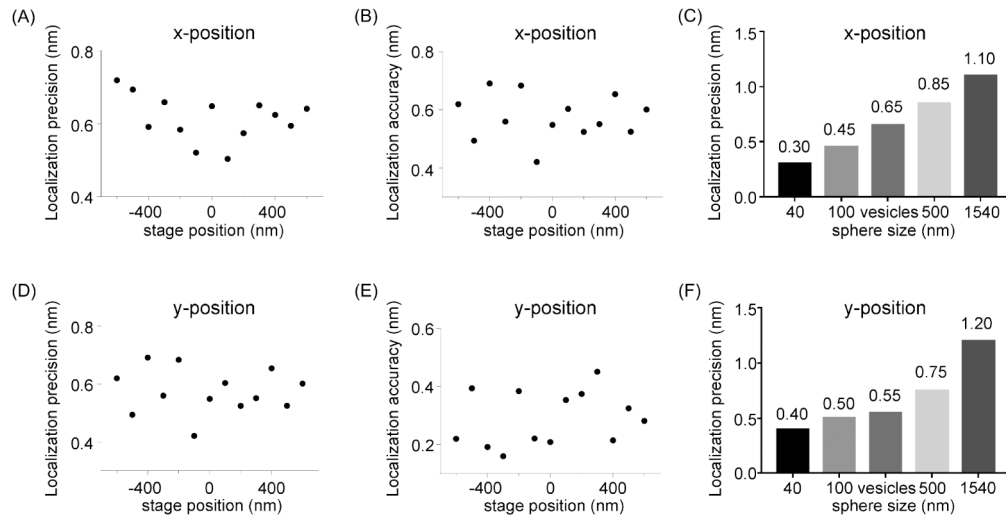 (A)
x-position
Localization precision (nm)
0.8
0.6
0.4
-400 0 400
stage position (nm)
(B)
x-position
Localization accuracy (nm)
0.8
0.6
0.4
-400 0 400
stage position (nm)
(C)
x-position
Localization precision (nm)
1.5
1.0
0.5
0.0
0.30 0.45 0.65 0.85 1.10
40 100 vesicles 500 1540
sphere size (nm)
(D)
y-position
Localization precision (nm)
0.8
0.6
0.4
-400 0 400
stage position (nm)
(E)
y-position
Localization accuracy (nm)
0.6
0.4
0.2
-400 0 400
stage position (nm)
(F)
y-position
Localization precision (nm)
1.5
1.0
0.5
0.0
0.40 0.50 0.55 0.75 1.20
40 100 vesicles 500 1540
sphere size (nm)